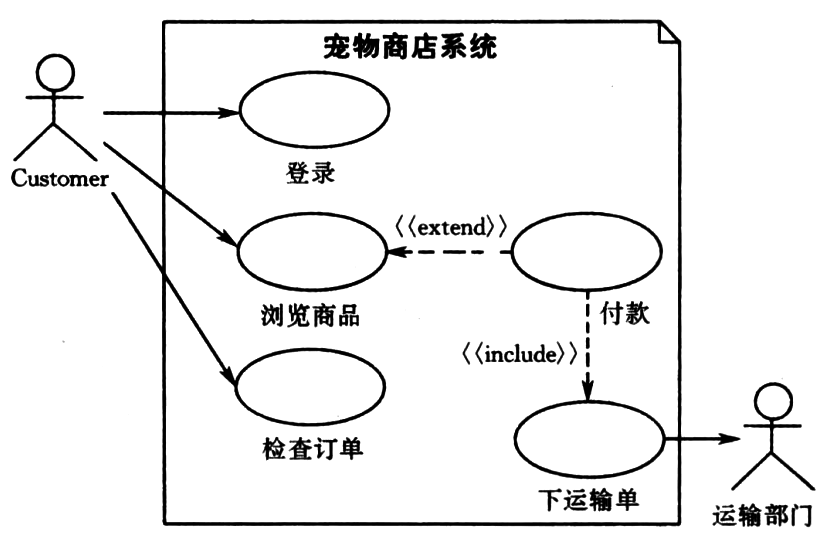 宠物商店系统
登录
Customer
〈〈extend〉〉
浏览商品
付款
〈〈include〉〉
检查订单
下运输单
运输部门